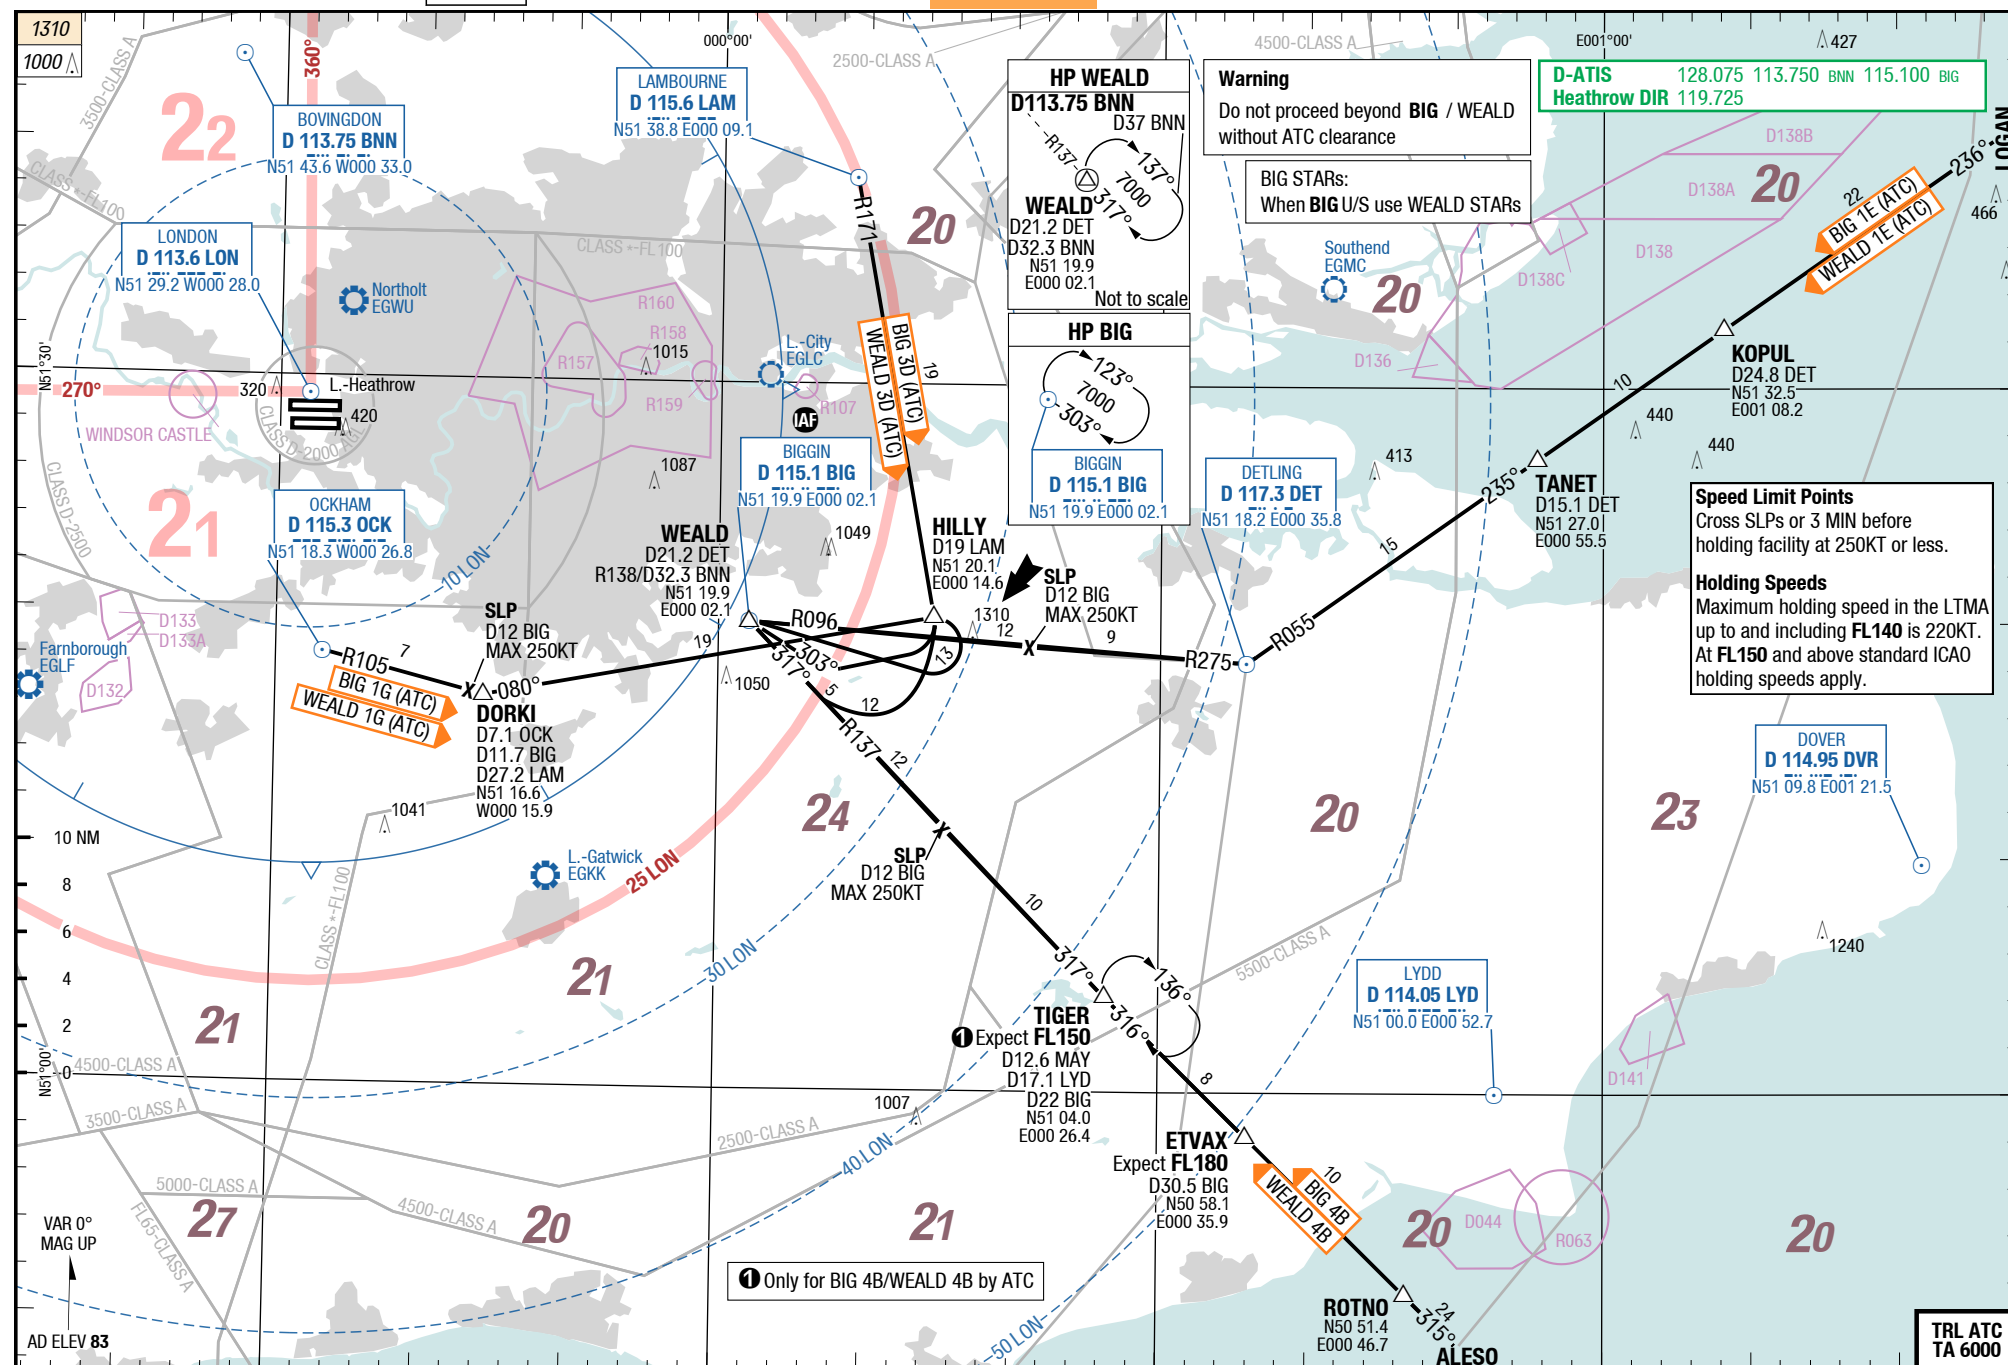 1310
1000
3500-CLASS A
360°
000°00'
2500-CLASS A
4500-CLASS A
E001°00'
427
22
BOVINGDON
D 113.75 BNN
N51 43.6 W000 33.0
LAMBOURNE
D 115.6 LAM
N51 38.8 E000 09.1
HP WEALD
D113.75 BNN
D37 BNN
R137
137°
7000
317°
WEALD
D21.2 DET
D32.3 BNN
N51 19.9
E000 02.1
Not to scale
Warning
Do not proceed beyond BIG / WEALD
without ATC clearance
BIG STARs:
When BIG U/S use WEALD STARs
D-ATIS 128.075 113.750 BNN 115.100 BIG
Heathrow DIR 119.725
D138B
LOGAN
236°
D138A
20
22
BIG 1E (ATC)
WEALD 1E (ATC)
466
CLASS *-FL100
LONDON
D 113.6 LON
N51 29.2 W000 28.0
CLASS *-FL100
R171
20
Southend
EGMC
20
D138C
D138
Northolt
EGWU
R160
R158
R157
1015
R159
L.-City
EGLC
R107
IAF
BIG 3D (ATC)
WEALD 3D (ATC)
19
HP BIG
123°
7000
303°
BIGGIN
D 115.1 BIG
N51 19.9 E000 02.1
D136
KOPUL
D24.8 DET
N51 32.5
E001 08.2
10
N51°30'
270°
320
L.-Heathrow
420
WINDSOR CASTLE
CLASS D-2000 AGL
CLASS D-2500
1087
BIGGIN
D 115.1 BIG
N51 19.9 E000 02.1
DETLING
D 117.3 DET
N51 18.2 E000 35.8
413
440
440
235°
TANET
D15.1 DET
N51 27.0
E000 55.5
21
OCKHAM
D 115.3 OCK
N51 18.3 W000 26.8
10 LON
WEALD
D21.2 DET
R138/D32.3 BNN
N51 19.9
E000 02.1
1049
HILLY
D19 LAM
N51 20.1
E000 14.6
SLP
D12 BIG
MAX 250KT
1310
15
Speed Limit Points
Cross SLPs or 3 MIN before
holding facility at 250KT or less.
Holding Speeds
Maximum holding speed in the LTMA
up to and including FL140 is 220KT.
At FL150 and above standard ICAO
holding speeds apply.
D133
D133A
Farnborough
EGLF
D132
SLP
D12 BIG
MAX 250KT
7
R105
BIG 1G (ATC)
WEALD 1G (ATC)
X
080°
19
R096
12
X
9
R275
R055
303°
317°
5
13
12
1050
DORKI
D7.1 OCK
D11.7 BIG
D27.2 LAM
N51 16.6
W000 15.9
R137
12
1041
24
20
23
DOVER
D 114.95 DVR
N51 09.8 E001 21.5
10 NM
8
6
4
2
0
L.-Gatwick
EGKK
25 LON
SLP
D12 BIG
MAX 250KT
X
10
CLASS *-FL100
30 LON
21
21
317°
136°
316°
5500-CLASS A
1240
LYDD
D 114.05 LYD
N51 00.0 E000 52.7
TIGER
1 Expect FL150
D12.6 MAY
D17.1 LYD
D22 BIG
N51 04.0
E000 26.4
8
D141
N51°00'
4500-CLASS A
3500-CLASS A
1007
2500-CLASS A
40 LON
ETVAX
Expect FL180
D30.5 BIG
N50 58.1
E000 35.9
10
BIG 4B
WEALD 4B
5000-CLASS A
4500-CLASS A
FL65-CLASS A
27
20
21
20
D044
R063
20
VAR 0°
MAG UP
AD ELEV 83
1 Only for BIG 4B/WEALD 4B by ATC
50 LON
ROTNO
N50 51.4
E000 46.7
24
315°
ALESO
TRL ATC
TA 6000